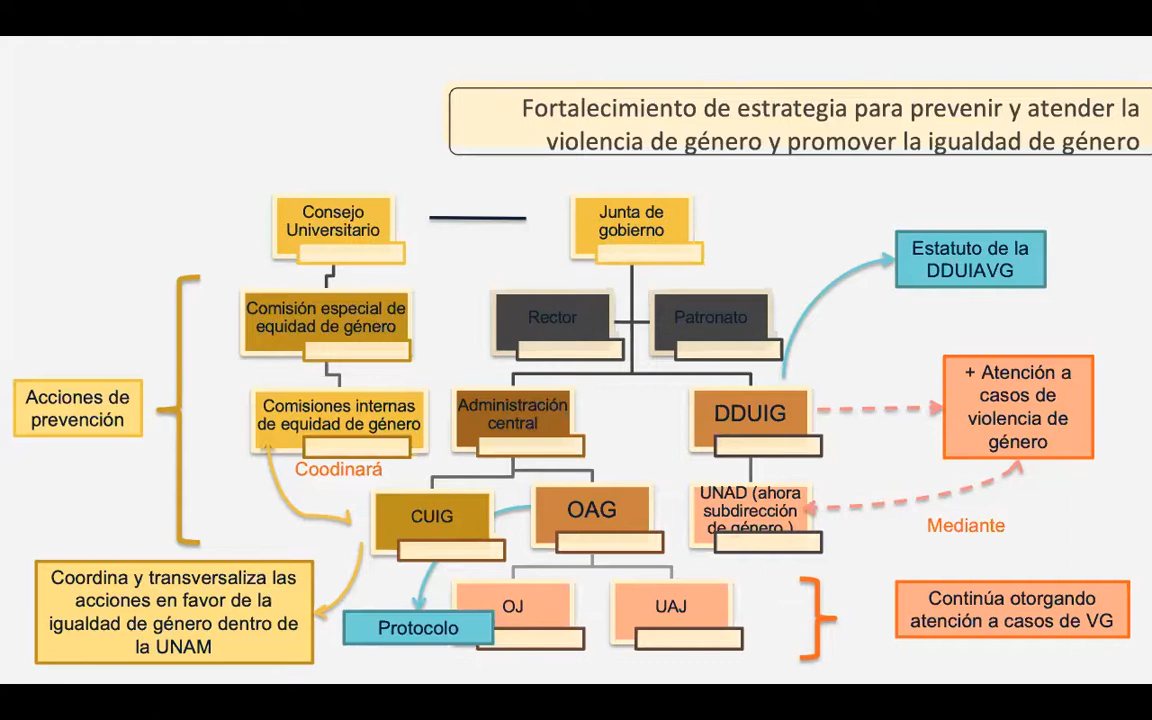 Fortalecimiento de estrategia para prevenir y atender la
violencia de género y promover la igualdad de género
Consejo
Universitario
Junta de
gobierno
Estatuto de la
DDUIAVG
Comisión especial de
equidad de género
Rector
Patronato
Acciones de
prevención
Comisiones internas
de equidad de género
Administración
central
DDUIG
+ Atención a
casos de
violencia de
género
Coodinará
CUIG
OAG
UNAD (ahora
subdirección
de género )
Mediante
Coordina y transversaliza las
acciones en favor de la
igualdad de género dentro de
la UNAM
Protocolo
OJ
UAJ
Continúa otorgando
atención a casos de VG